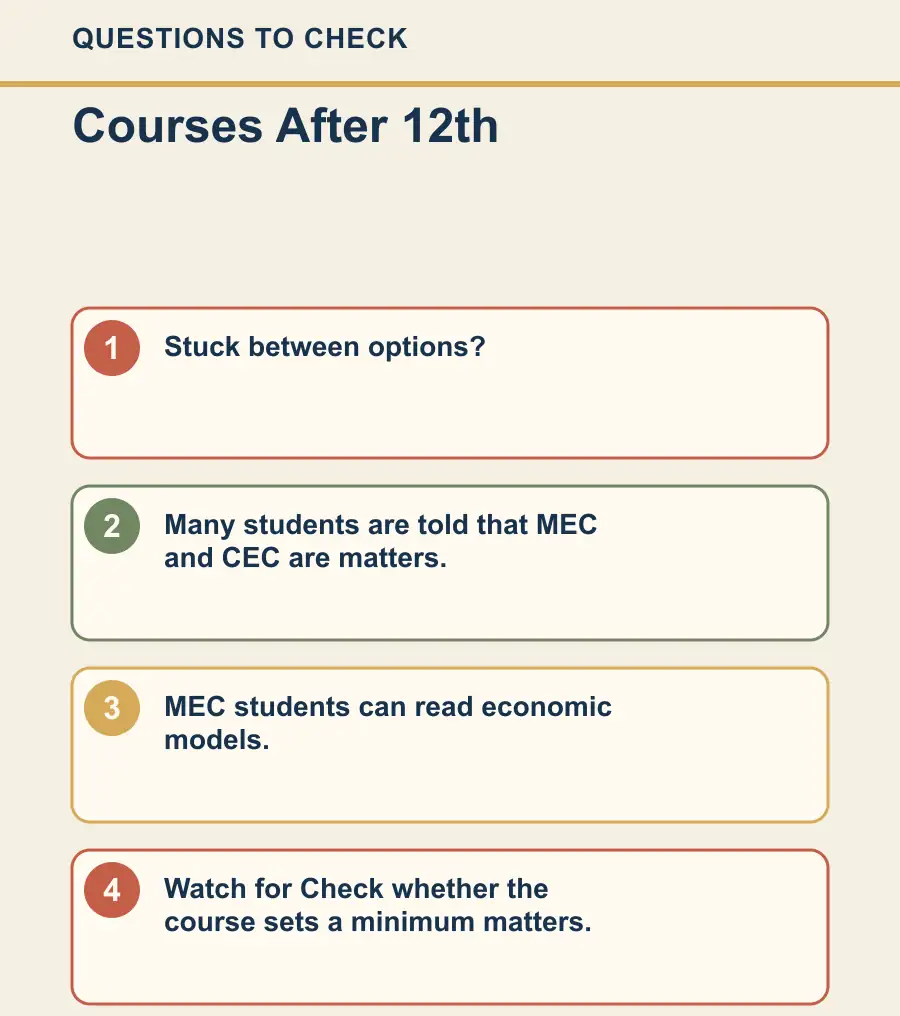 QUESTIONS TO CHECK
Courses After 12th
1 Stuck between options?
2 Many students are told that MEC
and CEC are matters.
3 MEC students can read economic
models.
4 Watch for Check whether the
course sets a minimum matters.